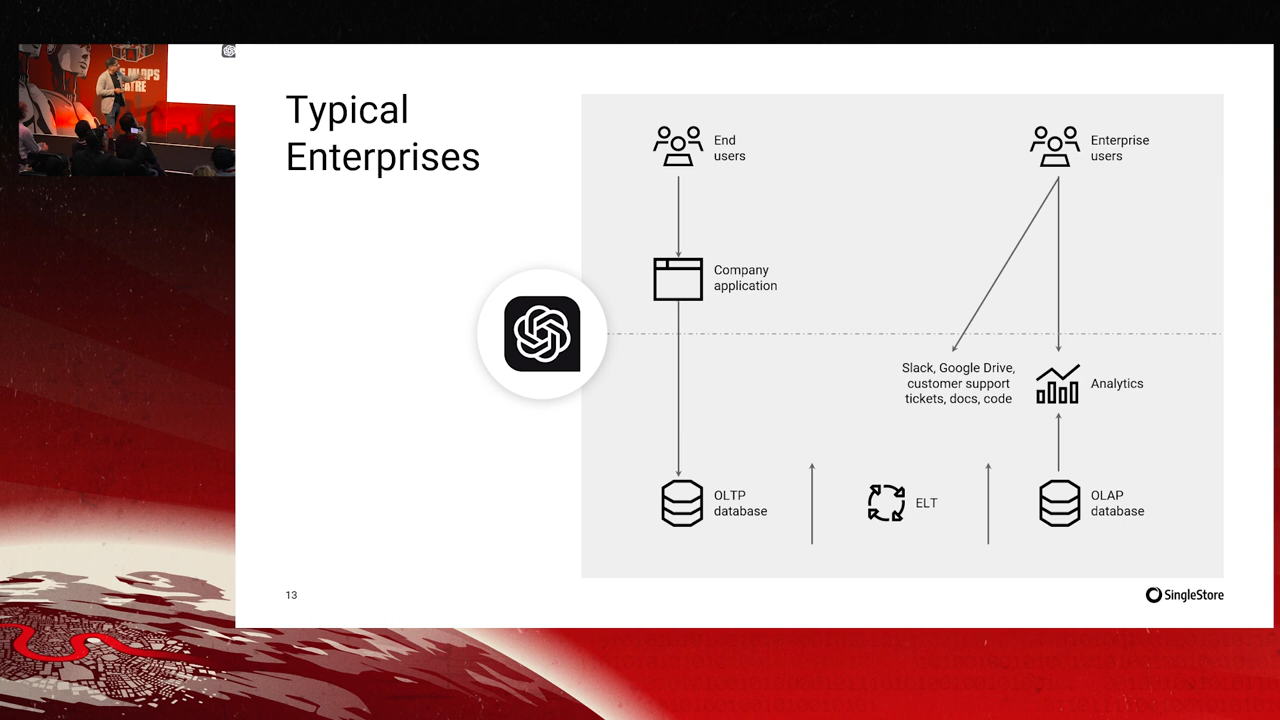 MLOPS
Typical
Enterprises
End
users
Enterprise
users
Company
application
Slack, Google Drive,
customer support
tickets, docs, code
Analytics
OLTP
database
ELT
OLAP
database
13
SingleStore